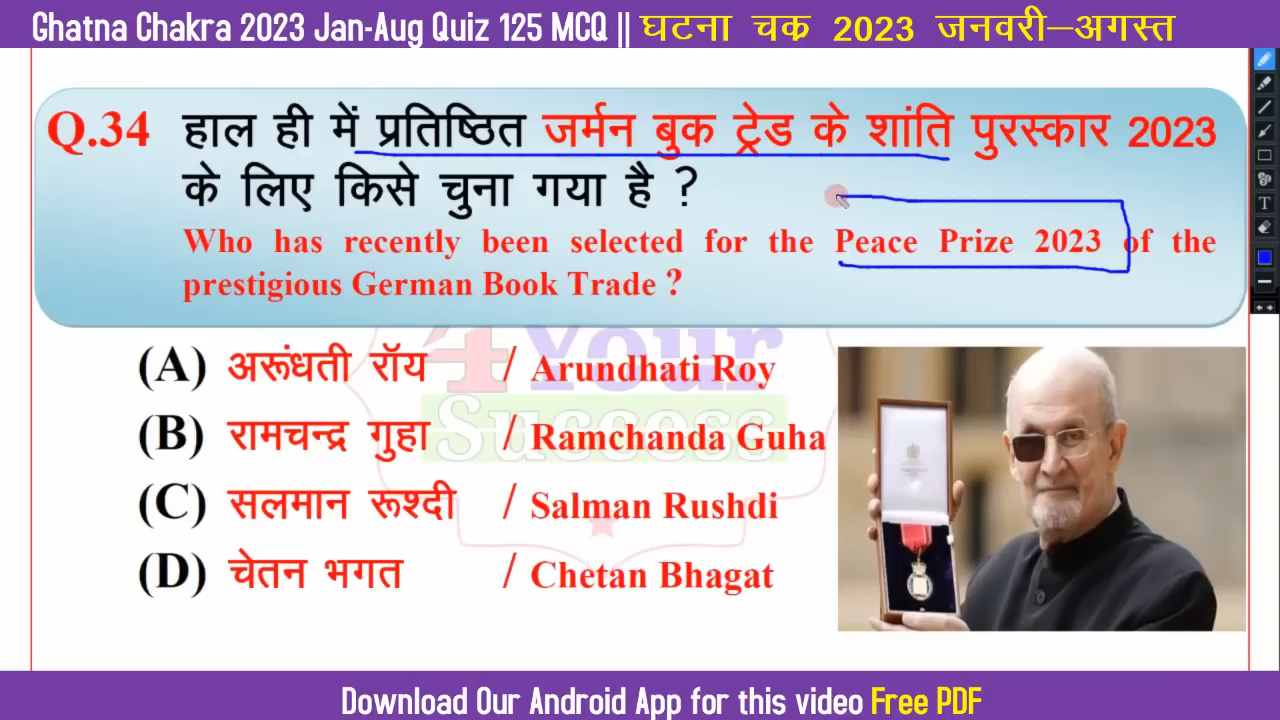 Ghatna Chakra 2023 Jan-Aug Quiz 125 MCQ || घटना चक्र 2023 जनवरी–अगस्त
Q.34 हाल ही में प्रतिष्ठित जर्मन बुक ट्रेड के शांति पुरस्कार 2023
के लिए किसे चुना गया है ?
Who has recently been selected for the Peace Prize 2023 of the
prestigious German Book Trade ?
4 Your
Success
(A) अरूंधती रॉय / Arundhati Roy
(B) रामचन्द्र गुहा / Ramchanda Guha
(C) सलमान रूश्दी / Salman Rushdi
(D) चेतन भगत / Chetan Bhagat
T
Download Our Android App for this video Free PDF